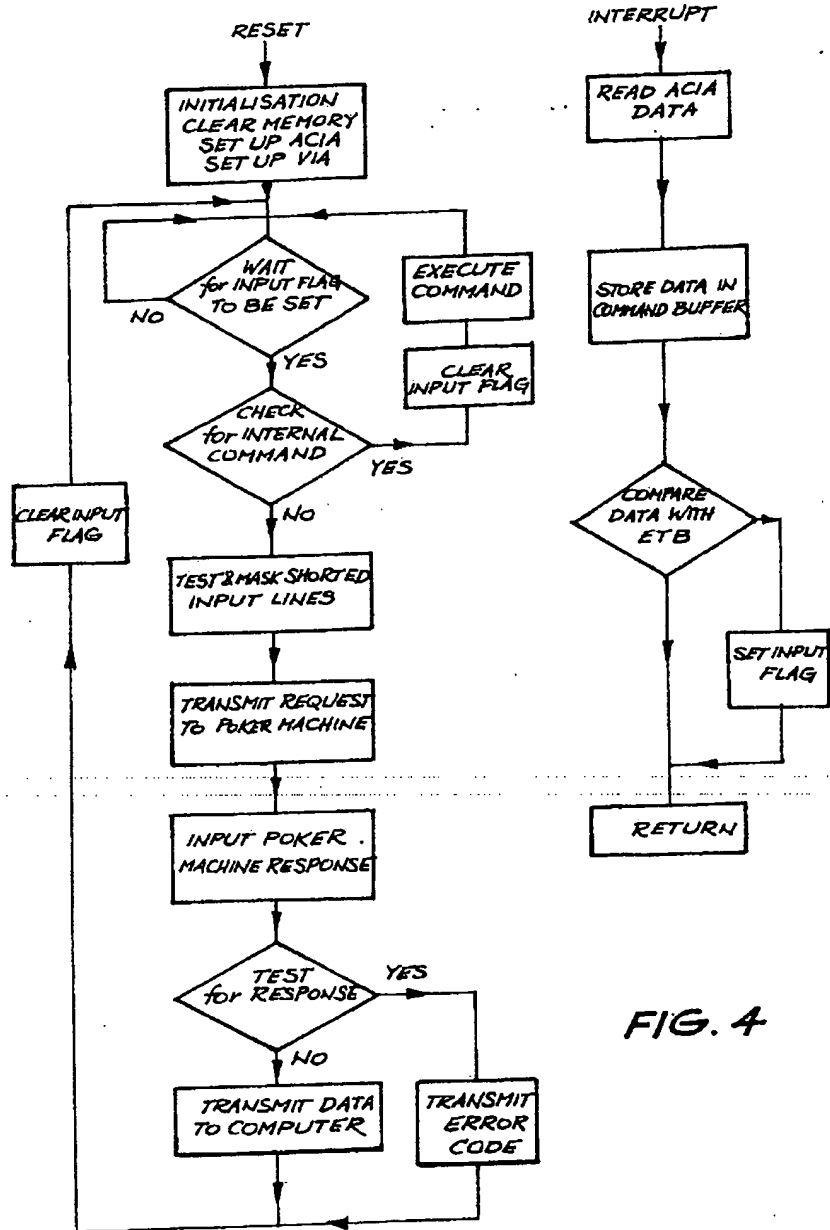 RESET
INITIALISATION
CLEAR MEMORY
SET UP ACIA
SET UP VIA
WAIT
for INPUT FLAG
TO BE SET
NO
YES
EXECUTE
COMMAND
CLEAR
INPUT FLAG
CHECK
for INTERNAL
COMMAND
YES
NO
CLEAR INPUT
FLAG
TEST & MASK SHORTED
INPUT LINES
TRANSMIT REQUEST
TO POKER MACHINE
INPUT POKER .
MACHINE RESPONSE
TEST
for RESPONSE
YES
NO
TRANSMIT DATA
TO COMPUTER
TRANSMIT
ERROR
CODE
INTERRUPT
READ ACIA
DATA
STORE DATA IN
COMMAND BUFFER
COMPARE
DATA WITH
ETB
SET INPUT
FLAG
RETURN
FIG. 4